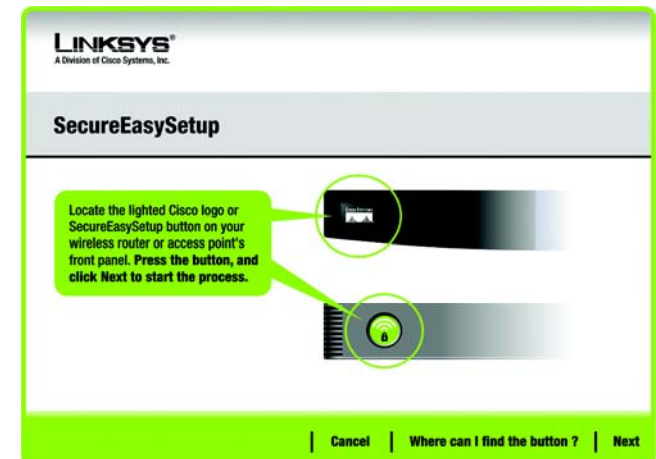 LINKSYS®
A Division of Cisco Systems, Inc.
SecureEasySetup
Locate the lighted Cisco logo or
SecureEasySetup button on your
wireless router or access point's
front panel. Press the button, and
click Next to start the process.
Cancel | Where can I find the button ? | Next